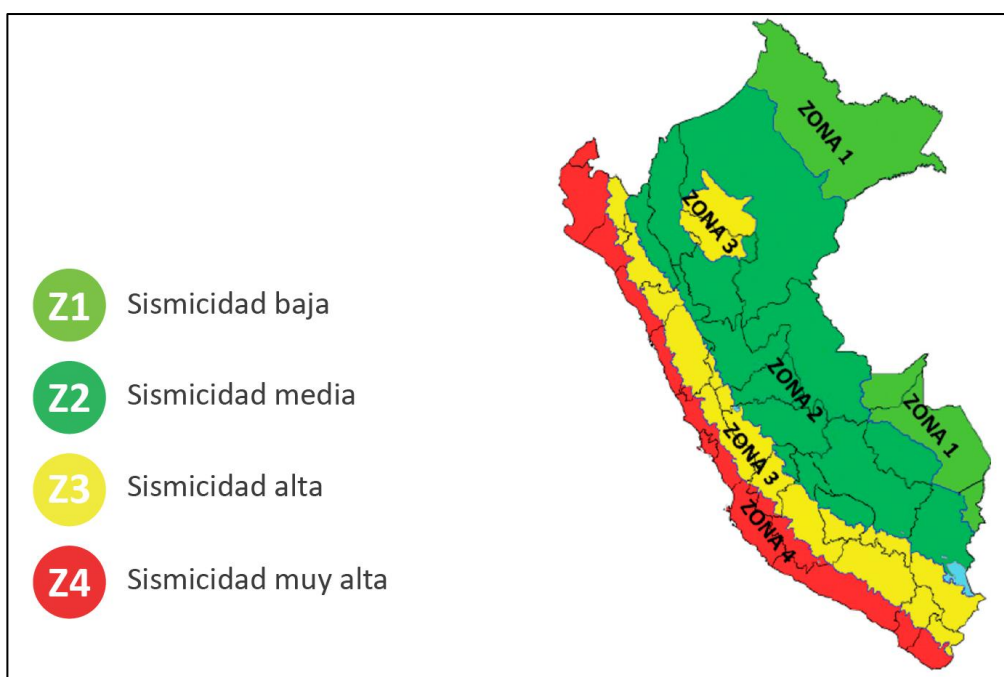 Z1 Sismicidad baja
Z2 Sismicidad media
Z3 Sismicidad alta
Z4 Sismicidad muy alta
ZONA 1
ZONA 3
ZONA 2
ZONA 1
ZONA 3
ZONA 4